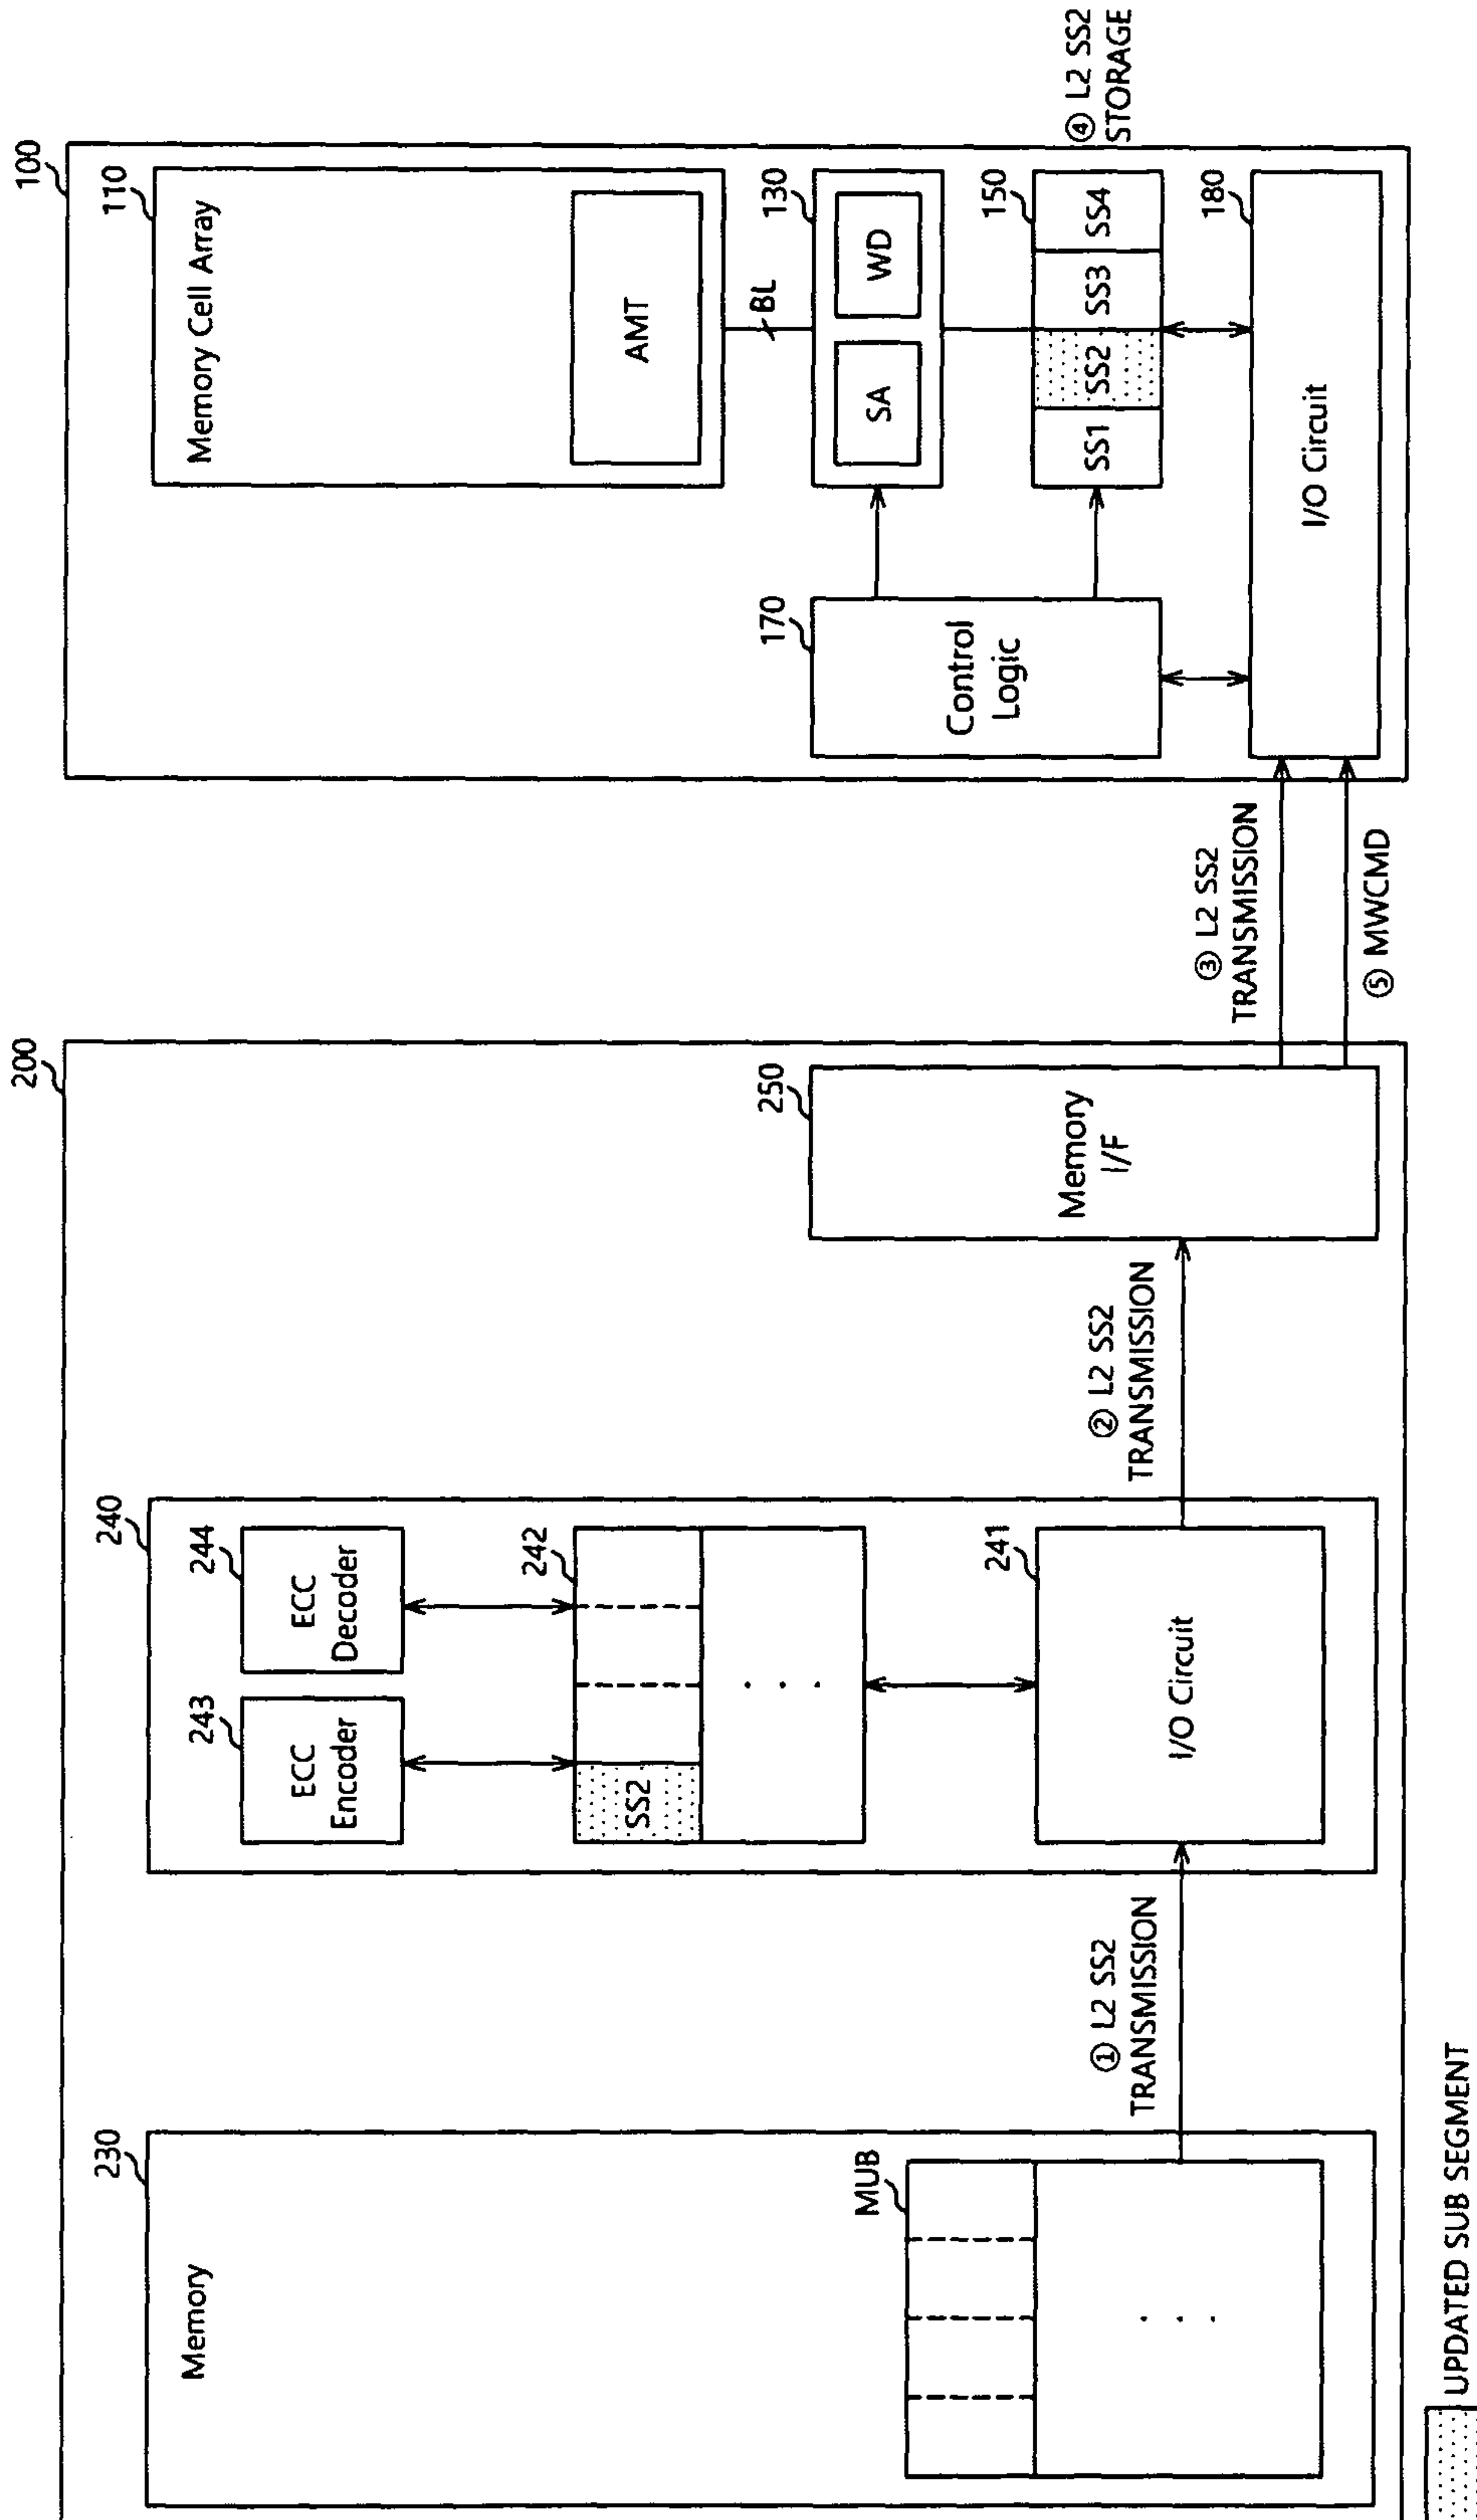 200
230
Memory
MUB
① L2 SS2
TRANSMISSION
240
243
ECC
Encoder
244
ECC
Decoder
242
SS2
. . .
241
I/O Circuit
② L2 SS2
TRANSMISSION
250
Memory
I/F
③ L2 SS2
TRANSMISSION
⑤ MWCMD
100
110
Memory Cell Array
AMT
BL
130
SA
WD
170
Control
Logic
150
SS1
SS2
SS3
SS4
④ L2 SS2
STORAGE
180
I/O Circuit
. . .
UPDATED SUB SEGMENT